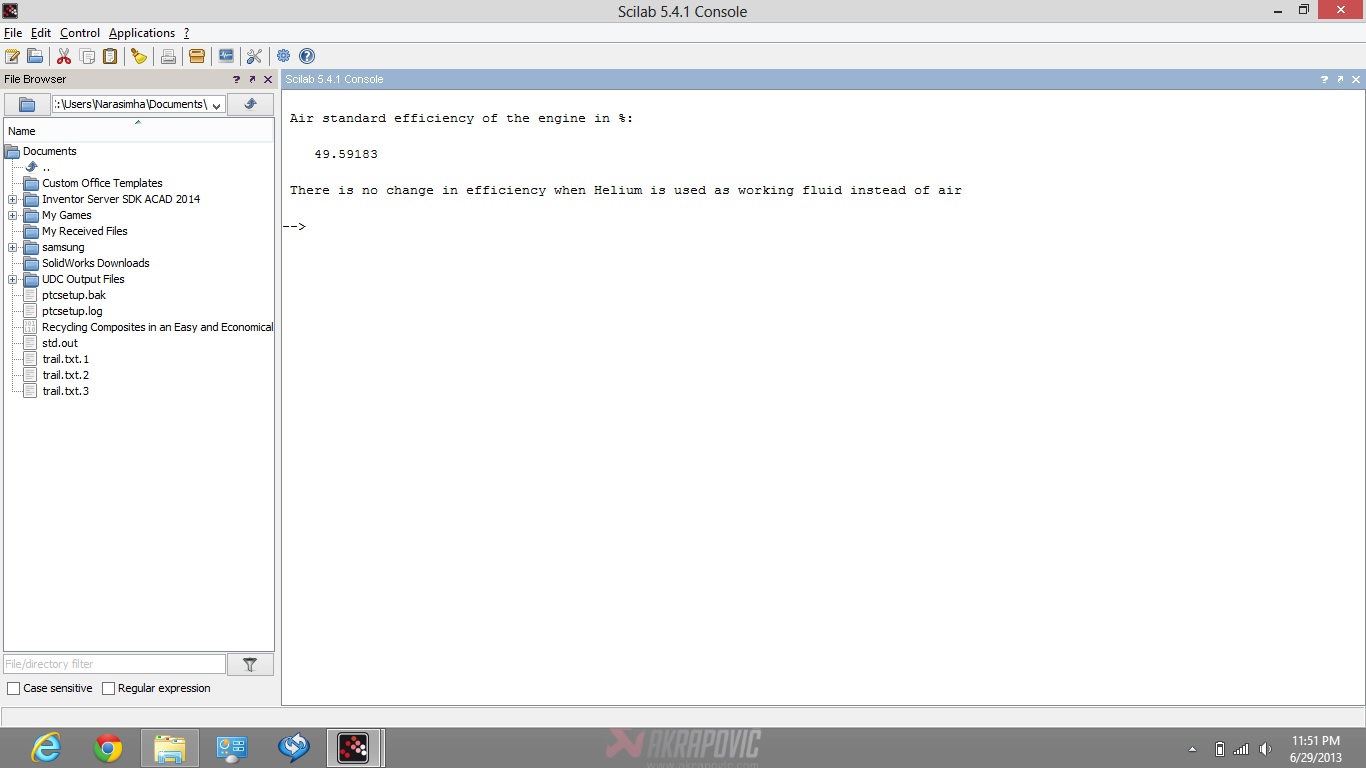 Scilab 5.4.1 Console
File Edit Control Applications ?
File Browser
Scilab 5.4.1 Console
:\Users\Narasimha\Documents\
Name
Documents
..
Custom Office Templates
Inventor Server SDK ACAD 2014
My Games
My Received Files
samsung
SolidWorks Downloads
UDC Output Files
ptcsetup.bak
ptcsetup.log
Recycling Composites in an Easy and Economical
std.out
trail.txt.1
trail.txt.2
trail.txt.3
Air standard efficiency of the engine in %:
49.59183
There is no change in efficiency when Helium is used as working fluid instead of air
-->
File/directory filter
Case sensitive Regular expression
AKRAPOVIC
www.akrapovic.com
11:51 PM
6/29/2013